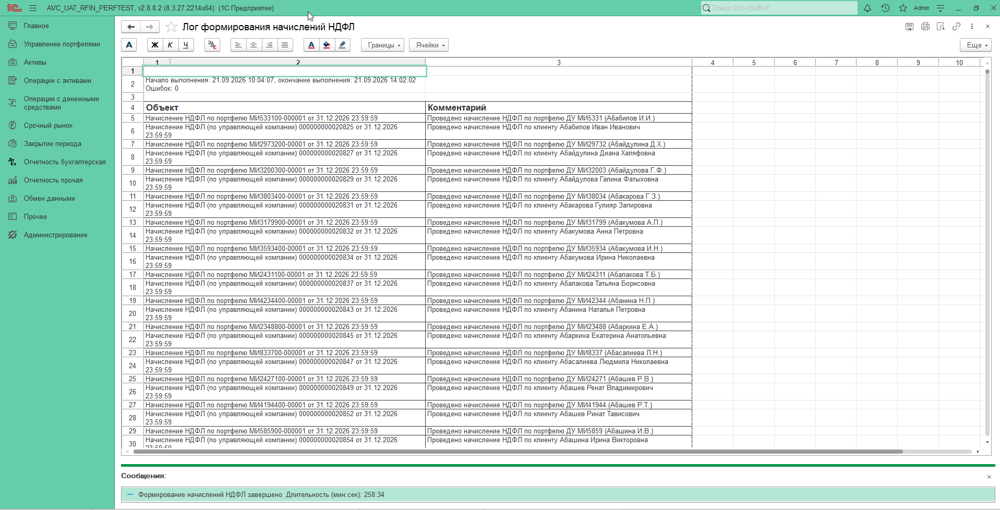 AVC_UAT_RFIN_PERFTEST, v2.8.8.2 (8.3.27.2214x64) (1С:Предприятие)
Поиск Ctrl+Shift+F
Admin
Главное
Управление портфелями
Активы
Операции с активами
Операции с денежными
средствами
Срочный рынок
Закрытие периода
Отчетность бухгалтерская
Отчетность прочая
Обмен данными
Прочее
Администрирование
Лог формирования начислений НДФЛ
А Ж К Ч Границы Ячейки Еще
1 2 3 4 5 6 7 8 9 10
1
2 Начало выполнения: 21.09.2026 10:04:07, окончание выполнения: 21.09.2026 14:02:02
Ошибок: 0
3
4 Объект Комментарий
5 Начисление НДФЛ по портфелю МИ533100-000001 от 31.12.2026 23:59:59 Проведено начисление НДФЛ по портфелю ДУ МИ5331 (Абабилов И.И.)
6 Начисление НДФЛ (по управляющей компании) 000000000020825 от 31.12.2026 Проведено начисление НДФЛ по клиенту Абабилов Иван Иванович
23:59:59
7 Начисление НДФЛ по портфелю МИ2973200-00001 от 31.12.2026 23:59:59 Проведено начисление НДФЛ по портфелю ДУ МИ29732 (Абайдулина Д.Х.)
8 Начисление НДФЛ (по управляющей компании) 000000000020827 от 31.12.2026 Проведено начисление НДФЛ по клиенту Абайдулина Диана Халяфовна
23:59:59
9 Начисление НДФЛ по портфелю МИ3200300-00001 от 31.12.2026 23:59:59 Проведено начисление НДФЛ по портфелю ДУ МИ32003 (Абайдулова Г.Ф.)
10 Начисление НДФЛ (по управляющей компании) 000000000020829 от 31.12.2026 Проведено начисление НДФЛ по клиенту Абайдулова Галина Фатыховна
23:59:59
11 Начисление НДФЛ по портфелю МИ3803400-00001 от 31.12.2026 23:59:59 Проведено начисление НДФЛ по портфелю ДУ МИ38034 (Абакарова Г.З.)
12 Начисление НДФЛ (по управляющей компании) 000000000020831 от 31.12.2026 Проведено начисление НДФЛ по клиенту Абакарова Гулияр Запировна
23:59:59
13 Начисление НДФЛ по портфелю МИ3179900-00001 от 31.12.2026 23:59:59 Проведено начисление НДФЛ по портфелю ДУ МИ31799 (Абакумова А.П.)
14 Начисление НДФЛ (по управляющей компании) 000000000020832 от 31.12.2026 Проведено начисление НДФЛ по клиенту Абакумова Анна Петровна
23:59:59
15 Начисление НДФЛ по портфелю МИ3593400-00001 от 31.12.2026 23:59:59 Проведено начисление НДФЛ по портфелю ДУ МИ35934 (Абакумова И.Н.)
16 Начисление НДФЛ (по управляющей компании) 000000000020834 от 31.12.2026 Проведено начисление НДФЛ по клиенту Абакумова Ирина Николаевна
23:59:59
17 Начисление НДФЛ по портфелю МИ2431100-00001 от 31.12.2026 23:59:59 Проведено начисление НДФЛ по портфелю ДУ МИ24311 (Абалакова Т.Б.)
18 Начисление НДФЛ (по управляющей компании) 000000000020837 от 31.12.2026 Проведено начисление НДФЛ по клиенту Абалакова Татьяна Борисовна
23:59:59
19 Начисление НДФЛ по портфелю МИ4234400-00001 от 31.12.2026 23:59:59 Проведено начисление НДФЛ по портфелю ДУ МИ42344 (Абанина Н.П.)
20 Начисление НДФЛ (по управляющей компании) 000000000020843 от 31.12.2026 Проведено начисление НДФЛ по клиенту Абанина Наталья Петровна
23:59:59
21 Начисление НДФЛ по портфелю МИ2348800-00001 от 31.12.2026 23:59:59 Проведено начисление НДФЛ по портфелю ДУ МИ23488 (Абаркина Е.А.)
22 Начисление НДФЛ (по управляющей компании) 000000000020845 от 31.12.2026 Проведено начисление НДФЛ по клиенту Абаркина Екатерина Анатольевна
23:59:59
23 Начисление НДФЛ по портфелю МИ833700-000001 от 31.12.2026 23:59:59 Проведено начисление НДФЛ по портфелю ДУ МИ8337 (Абасалиева Л.Н.)
24 Начисление НДФЛ (по управляющей компании) 000000000020847 от 31.12.2026 Проведено начисление НДФЛ по клиенту Абасалиева Людмила Николаевна
23:59:59
25 Начисление НДФЛ по портфелю МИ2427100-00001 от 31.12.2026 23:59:59 Проведено начисление НДФЛ по портфелю ДУ МИ24271 (Абашев Р.В.)
26 Начисление НДФЛ (по управляющей компании) 000000000020849 от 31.12.2026 Проведено начисление НДФЛ по клиенту Абашев Ренат Владимирович
23:59:59
27 Начисление НДФЛ по портфелю МИ4194400-00001 от 31.12.2026 23:59:59 Проведено начисление НДФЛ по портфелю ДУ МИ41944 (Абашев Р.Т.)
28 Начисление НДФЛ (по управляющей компании) 000000000020852 от 31.12.2026 Проведено начисление НДФЛ по клиенту Абашев Ринат Тависович
23:59:59
29 Начисление НДФЛ по портфелю МИ585900-000001 от 31.12.2026 23:59:59 Проведено начисление НДФЛ по портфелю ДУ МИ5859 (Абашина И.В.)
30 Начисление НДФЛ (по управляющей компании) 000000000020854 от 31.12.2026 Проведено начисление НДФЛ по клиенту Абашина Ирина Викторовна
23:59:59
Сообщения:
Формирование начислений НДФЛ завершено. Длительность (мин:сек): 258:34